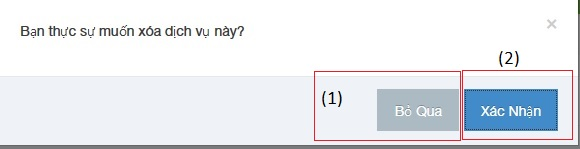 Bạn thực sự muốn xóa dịch vụ này?
×
(2)
(1) Bỏ Qua Xác Nhận